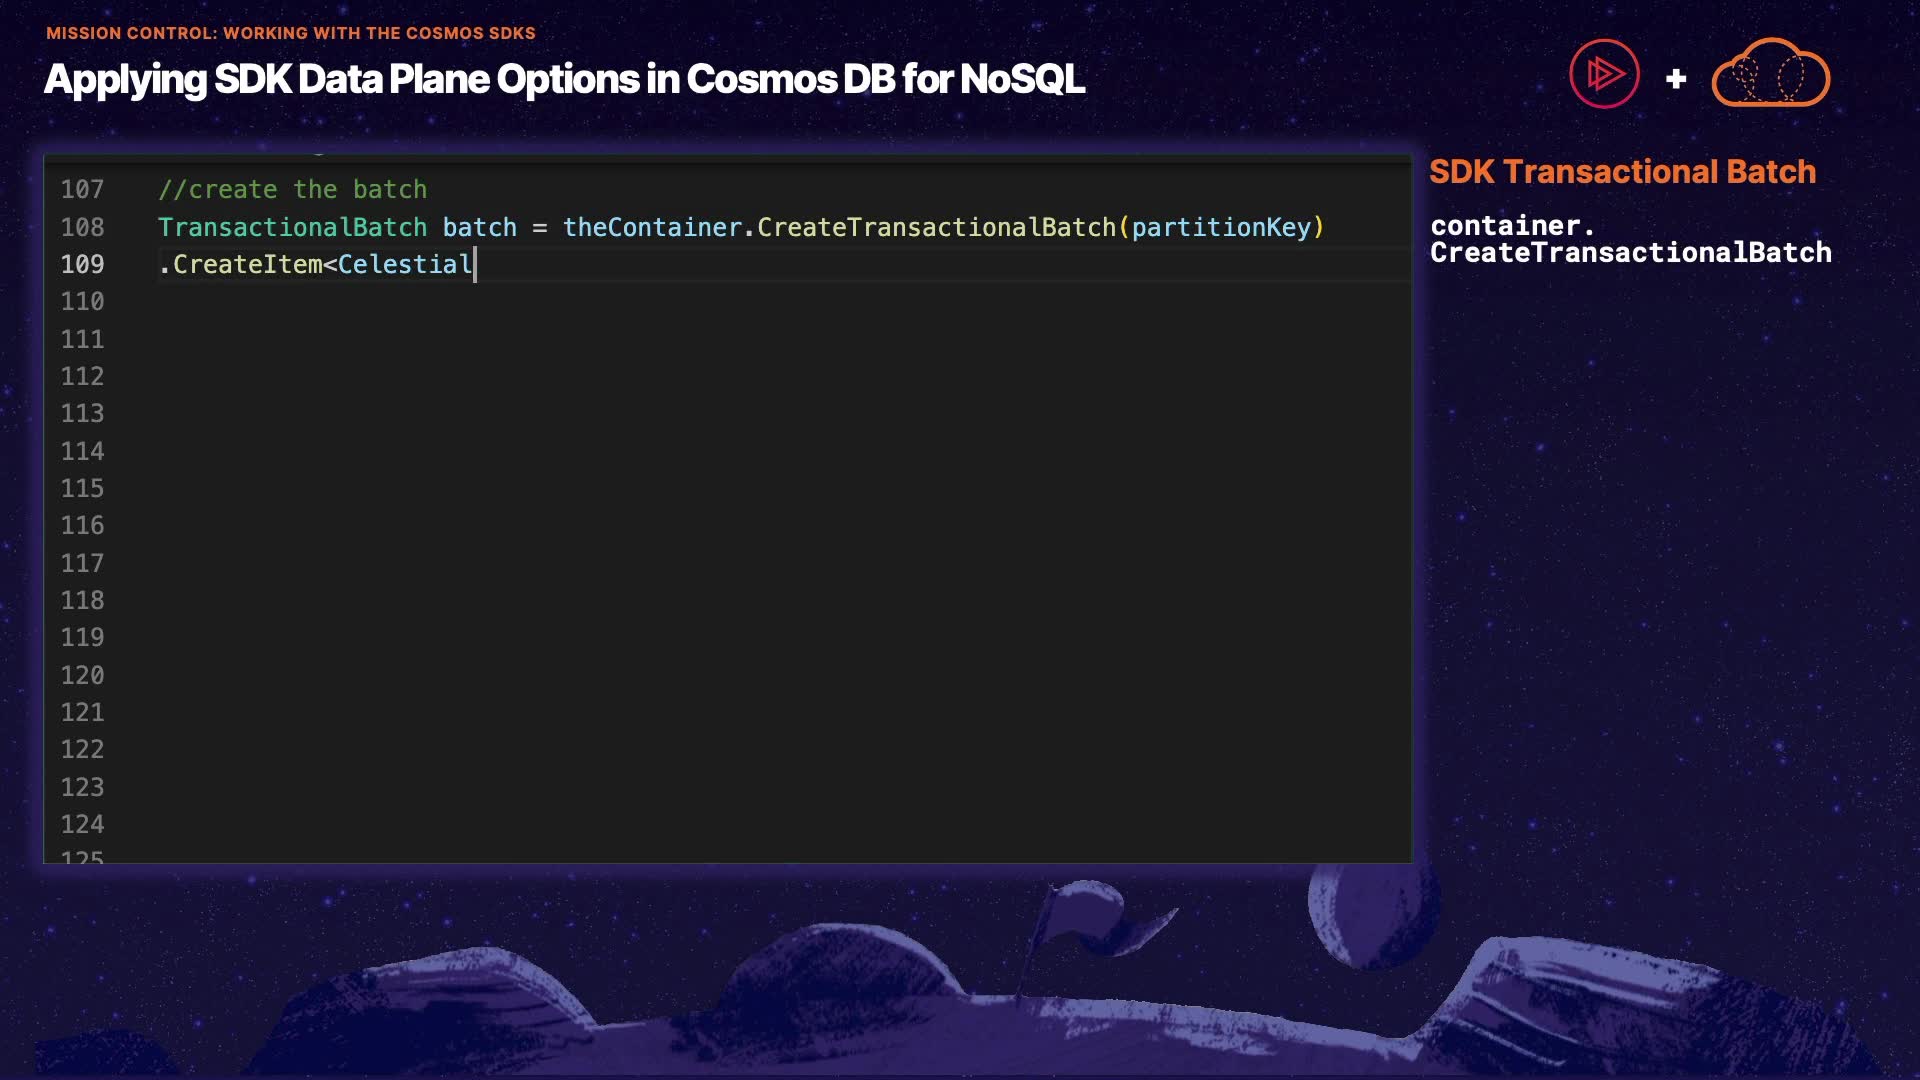 MISSION CONTROL: WORKING WITH THE COSMOS SDKS
Applying SDK Data Plane Options in Cosmos DB for NoSQL
107 //create the batch
108 TransactionalBatch batch = theContainer.CreateTransactionalBatch(partitionKey)
109 .CreateItem<Celestial
110
111
112
113
114
115
116
117
118
119
120
121
122
123
124
125
SDK Transactional Batch
container.
CreateTransactionalBatch